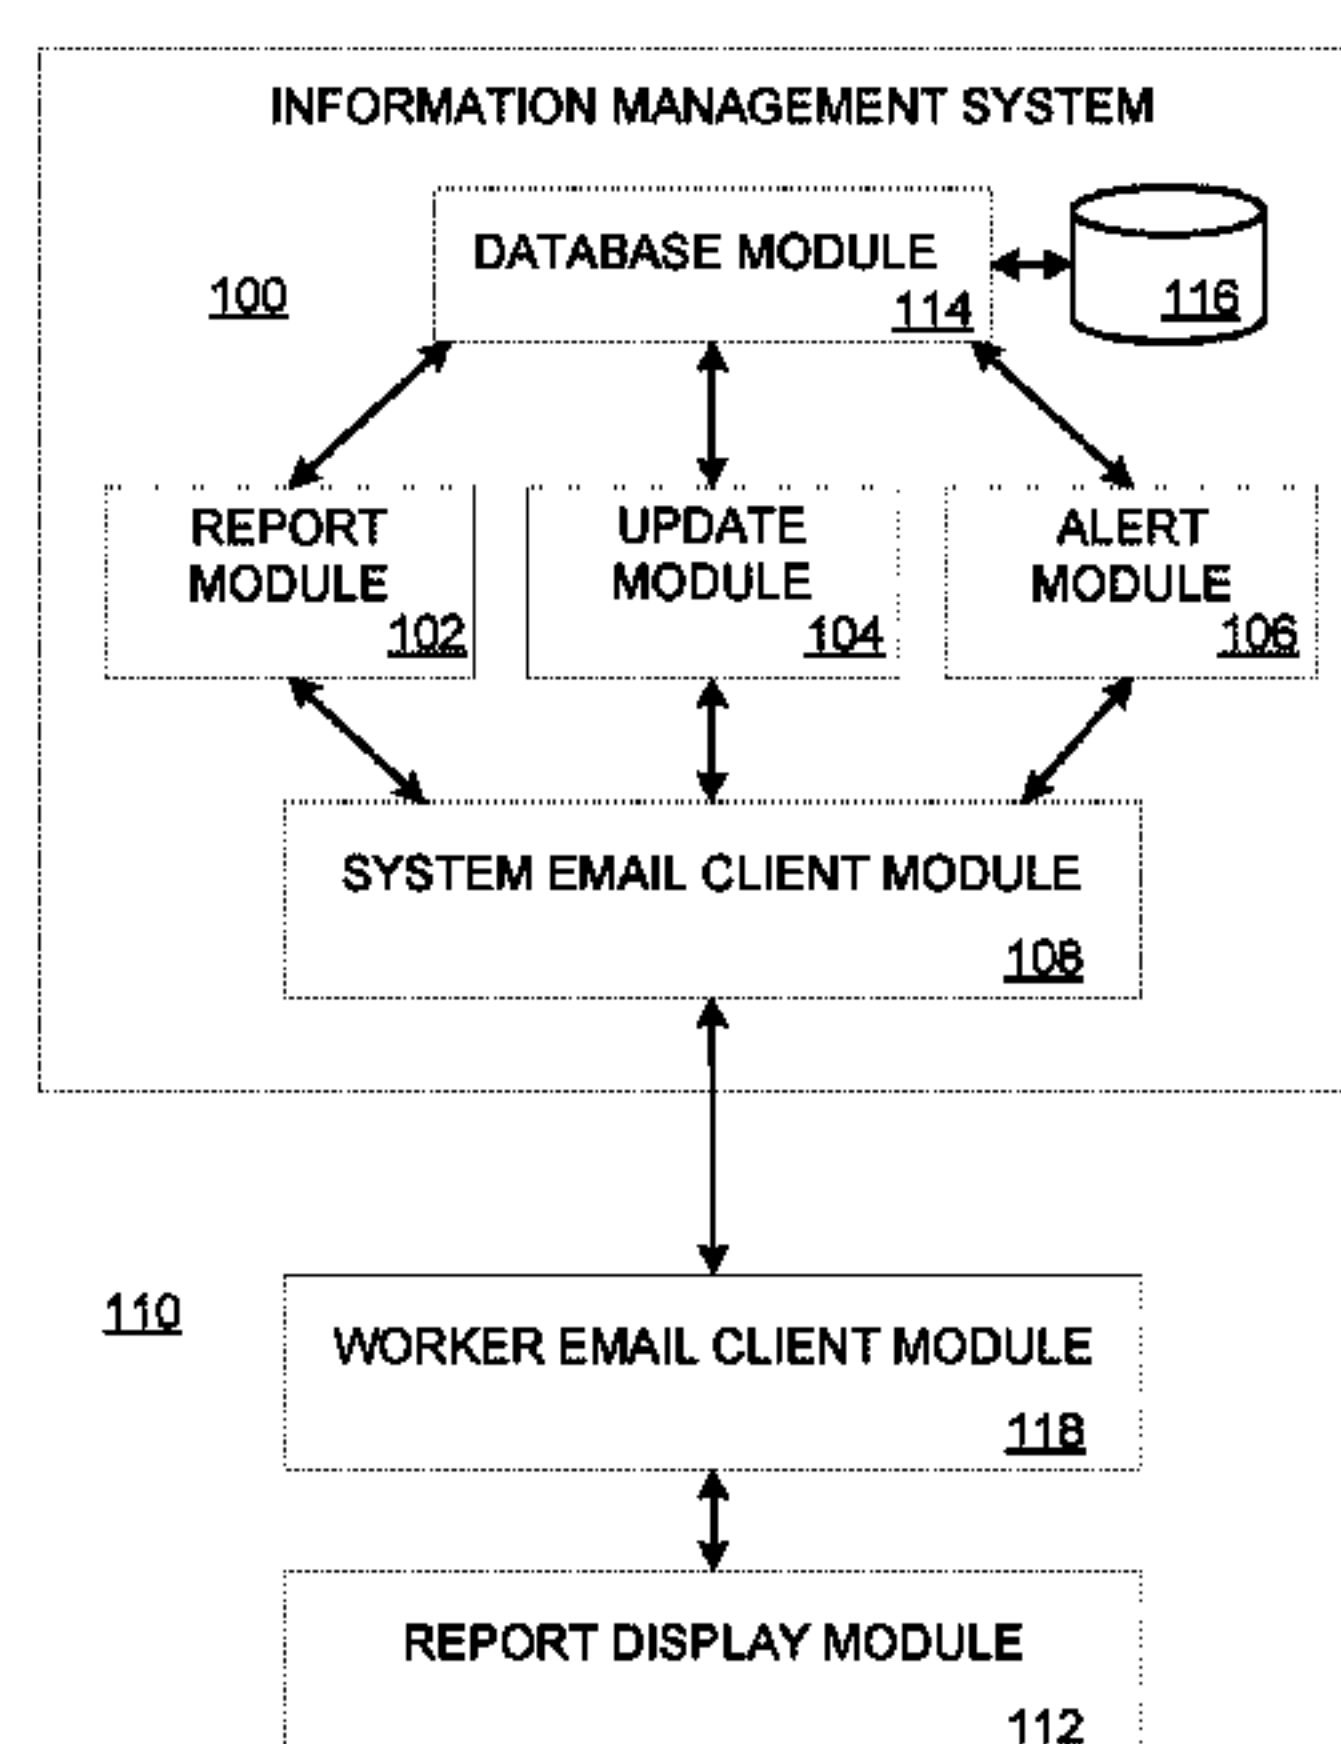 INFORMATION MANAGEMENT SYSTEM
DATABASE MODULE
114
116
100
REPORT
MODULE
102
UPDATE
MODULE
104
ALERT
MODULE
106
SYSTEM EMAIL CLIENT MODULE
108
110
WORKER EMAIL CLIENT MODULE
118
REPORT DISPLAY MODULE
112